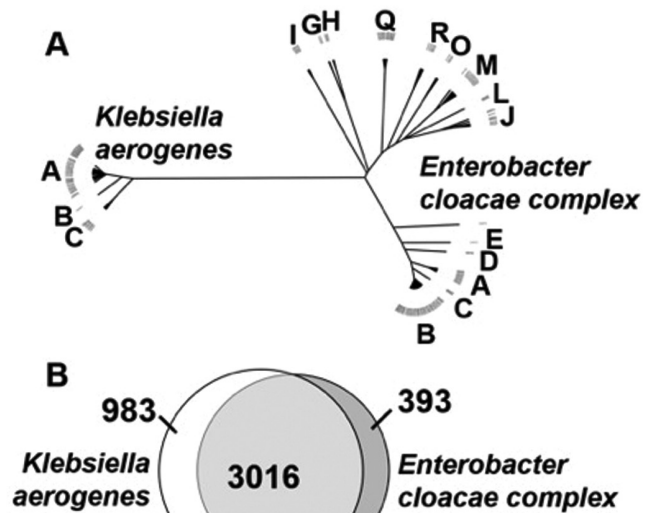 A
I G H Q R O M L J
Klebsiella
aerogenes
A
B
C
Enterobacter
cloacae complex
E
D
A
C
B
B
983
393
3016
Klebsiella
aerogenes
Enterobacter
cloacae complex